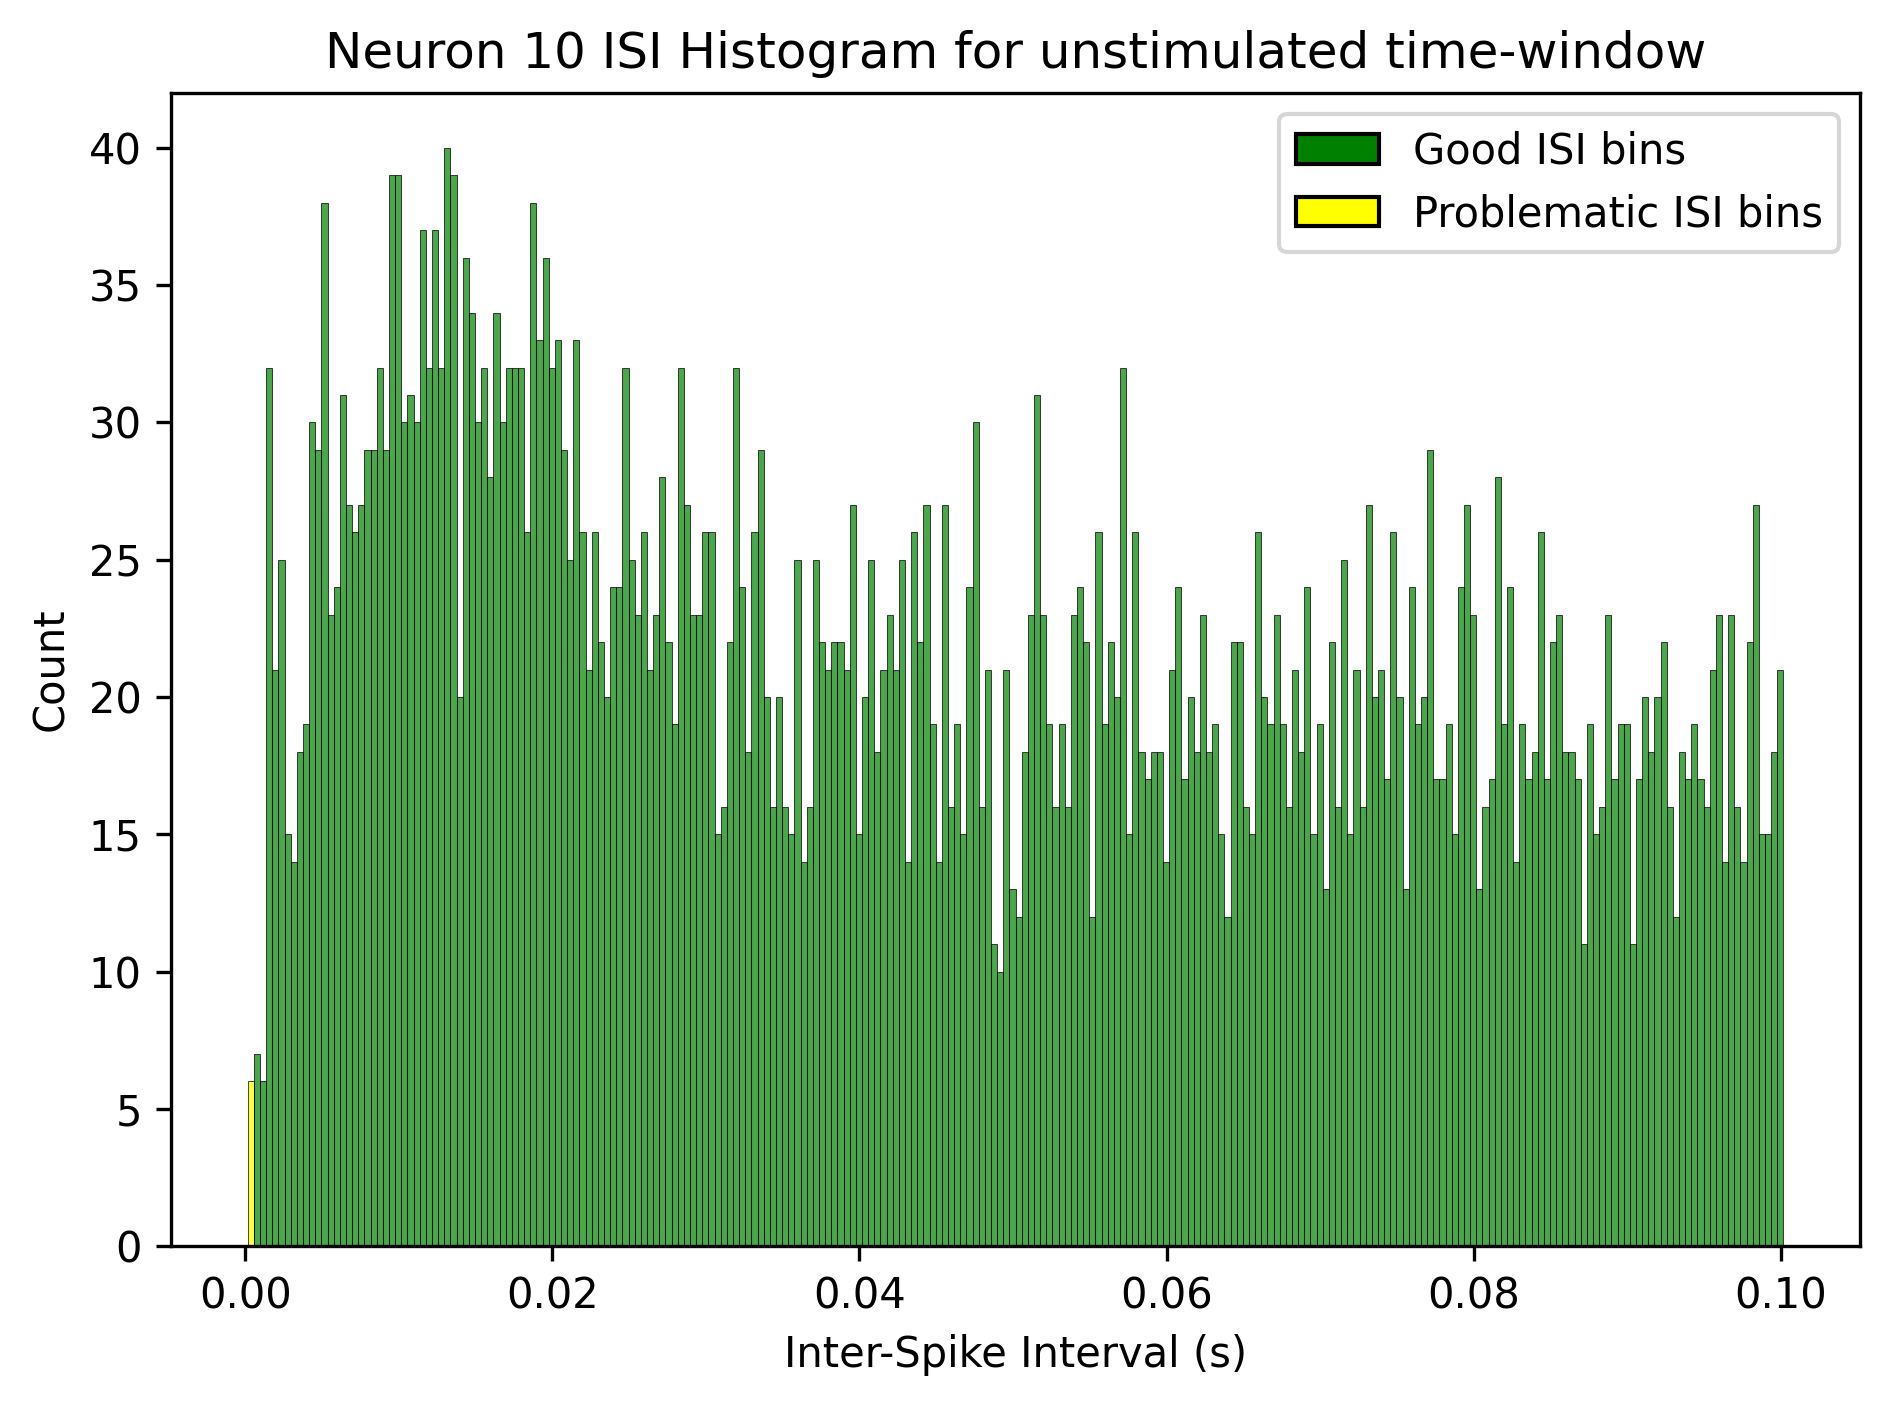 Neuron 10 ISI Histogram for unstimulated time-window
Good ISI bins
Problematic ISI bins
40
35
30
25
20
15
10
5
0
Count
0.00 0.02 0.04 0.06 0.08 0.10
Inter-Spike Interval (s)